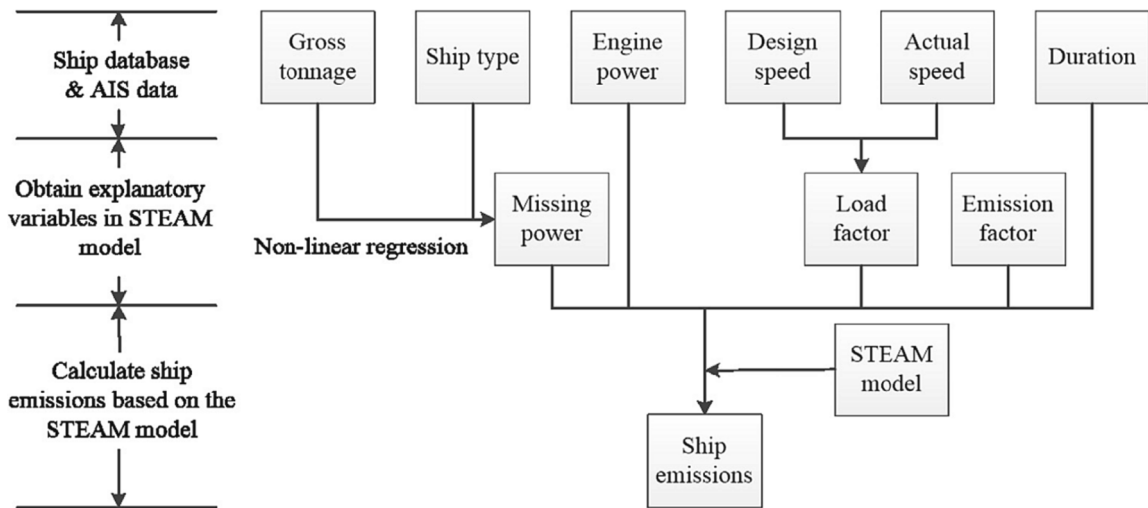 Ship database
& AIS data
Gross
tonnage
Ship type
Engine
power
Design
speed
Actual
speed
Duration
Obtain explanatory
variables in STEAM
model
Non-linear regression
Missing
power
Load
factor
Emission
factor
Calculate ship
emissions based on the
STEAM model
STEAM
model
Ship
emissions